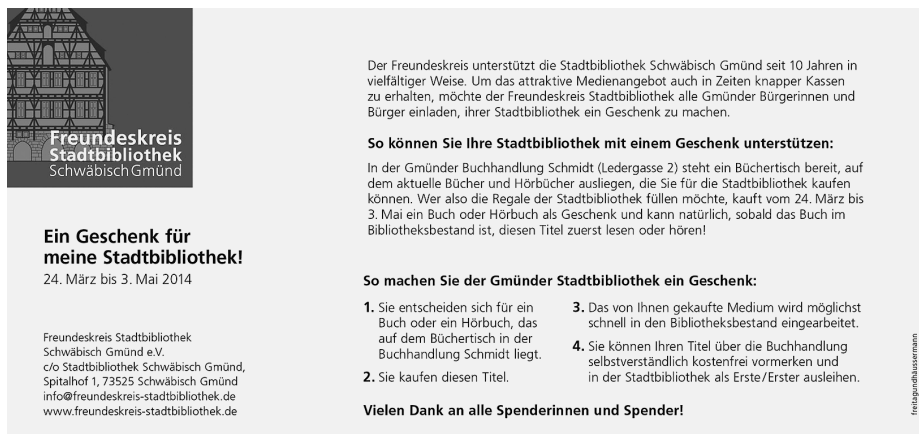 Freundeskreis
Stadtbibliothek
Schwäbisch Gmünd
Ein Geschenk für
meine Stadtbibliothek!
24. März bis 3. Mai 2014
Freundeskreis Stadtbibliothek
Schwäbisch Gmünd e.V.
c/o Stadtbibliothek Schwäbisch Gmünd,
Spitalhof 1, 73525 Schwäbisch Gmünd
info@freundeskreis-stadtbibliothek.de
www.freundeskreis-stadtbibliothek.de
Der Freundeskreis unterstützt die Stadtbibliothek Schwäbisch Gmünd seit 10 Jahren in
vielfältiger Weise. Um das attraktive Medienangebot auch in Zeiten knapper Kassen
zu erhalten, möchte der Freundeskreis Stadtbibliothek alle Gmünder Bürgerinnen und
Bürger einladen, ihrer Stadtbibliothek ein Geschenk zu machen.
So können Sie Ihre Stadtbibliothek mit einem Geschenk unterstützen:
In der Gmünder Buchhandlung Schmidt (Ledergasse 2) steht ein Büchertisch bereit, auf
dem aktuelle Bücher und Hörbücher ausliegen, die Sie für die Stadtbibliothek kaufen
können. Wer also die Regale der Stadtbibliothek füllen möchte, kauft vom 24. März bis
3. Mai ein Buch oder Hörbuch als Geschenk und kann natürlich, sobald das Buch im
Bibliotheksbestand ist, diesen Titel zuerst lesen oder hören!
So machen Sie der Gmünder Stadtbibliothek ein Geschenk:
1. Sie entscheiden sich für ein
Buch oder ein Hörbuch, das
auf dem Büchertisch in der
Buchhandlung Schmidt liegt.
2. Sie kaufen diesen Titel.
3. Das von Ihnen gekaufte Medium wird möglichst
schnell in den Bibliotheksbestand eingearbeitet.
4. Sie können Ihren Titel über die Buchhandlung
selbstverständlich kostenfrei vormerken und
in der Stadtbibliothek als Erste/Erster ausleihen.
Vielen Dank an alle Spenderinnen und Spender!
freitagundhäussermann